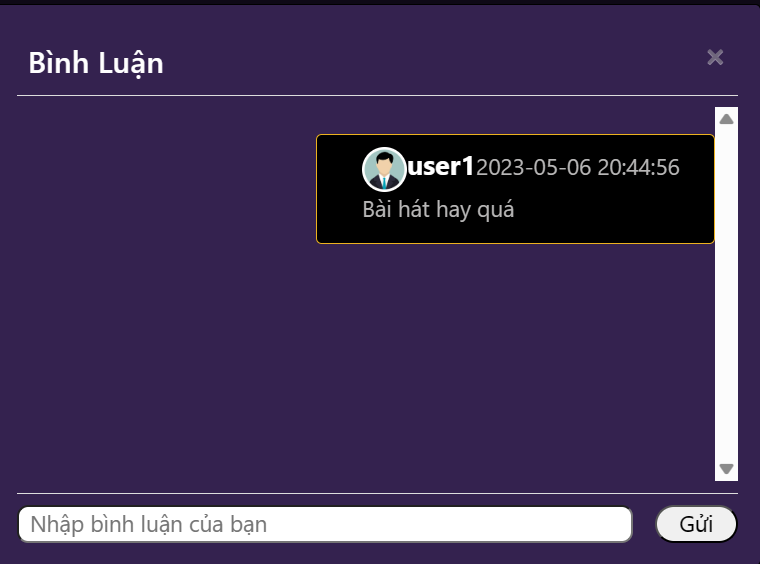 Bình Luận
user1 2023-05-06 20:44:56
Bài hát hay quá
Nhập bình luận của bạn
Gửi